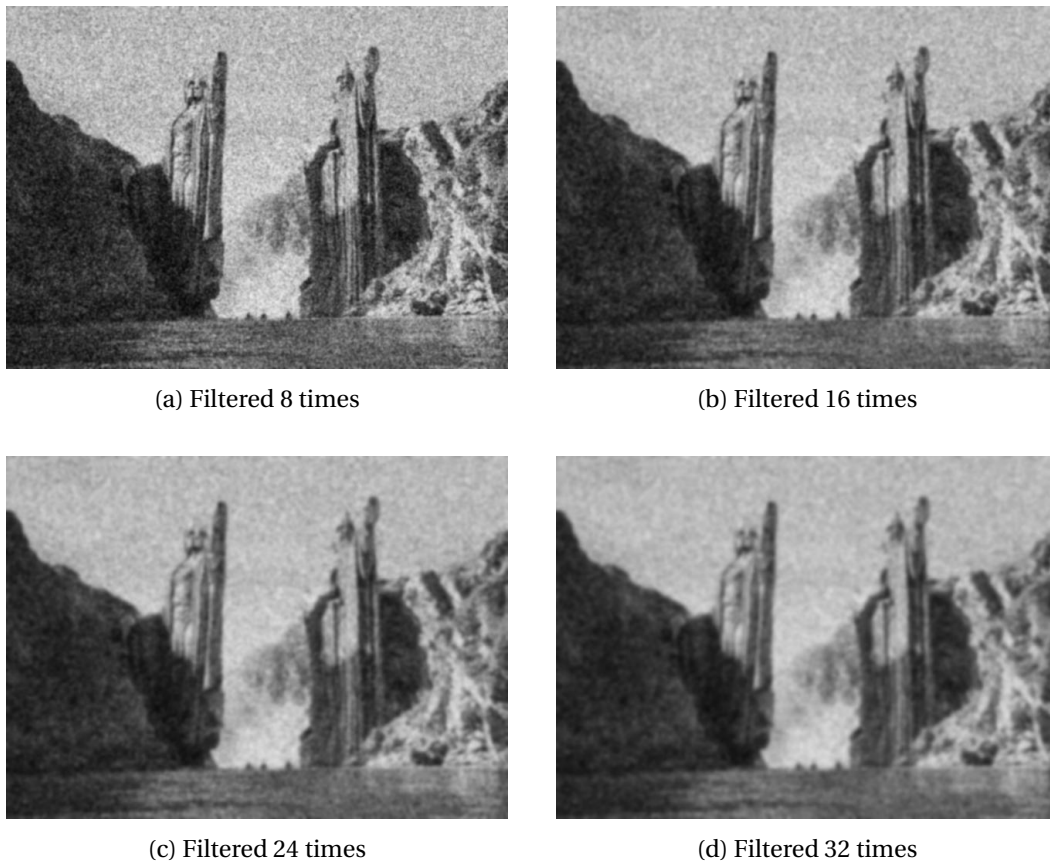 (a) Filtered 8 times
(b) Filtered 16 times
(c) Filtered 24 times
(d) Filtered 32 times